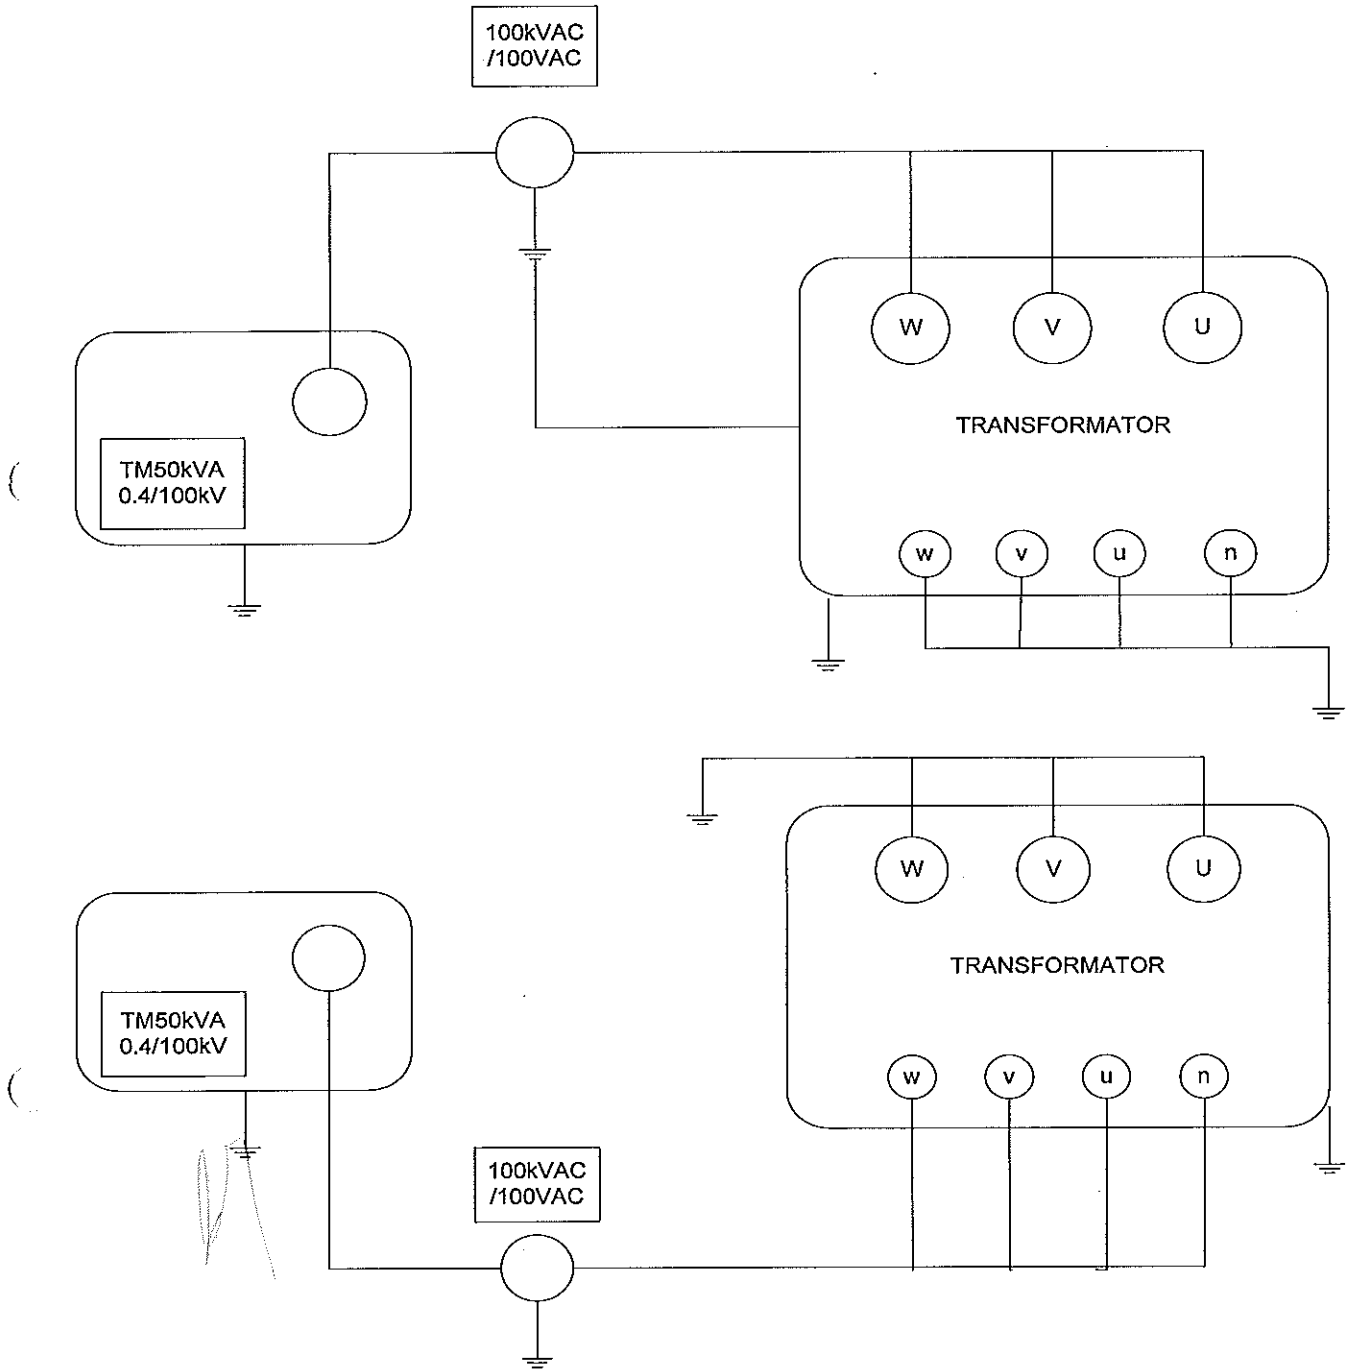 100kVAC
/100VAC
W V U
TRANSFORMATOR
TM50kVA
0.4/100kV
w v u n
W V U
TRANSFORMATOR
TM50kVA
0.4/100kV
w v u n
100kVAC
/100VAC